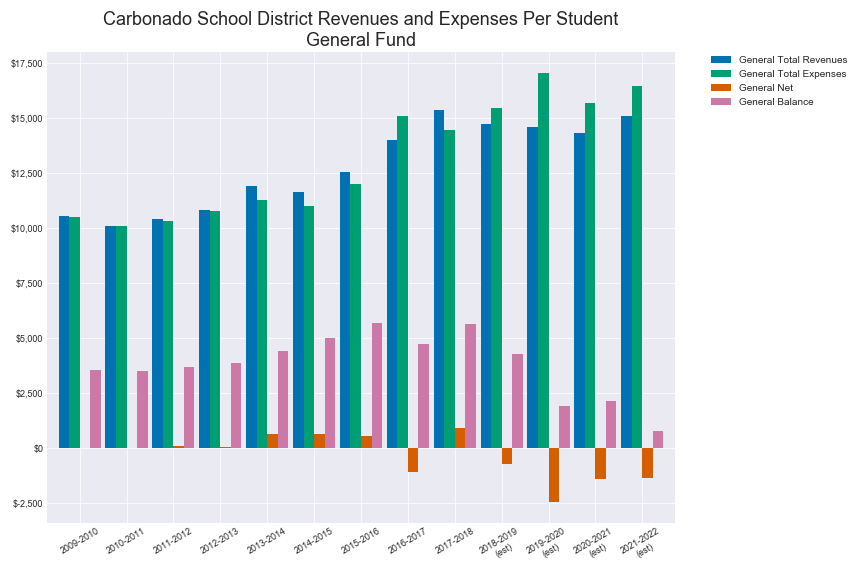 Carbonado School District Revenues and Expenses Per Student
General Fund
$17,500
$15,000
$12,500
$10,000
$7,500
$5,000
$2,500
$0
$-2,500
2009-2010
2010-2011
2011-2012
2012-2013
2013-2014
2014-2015
2015-2016
2016-2017
2017-2018
2018-2019
(est)
2019-2020
(est)
2020-2021
(est)
2021-2022
(est)
General Total Revenues
General Total Expenses
General Net
General Balance